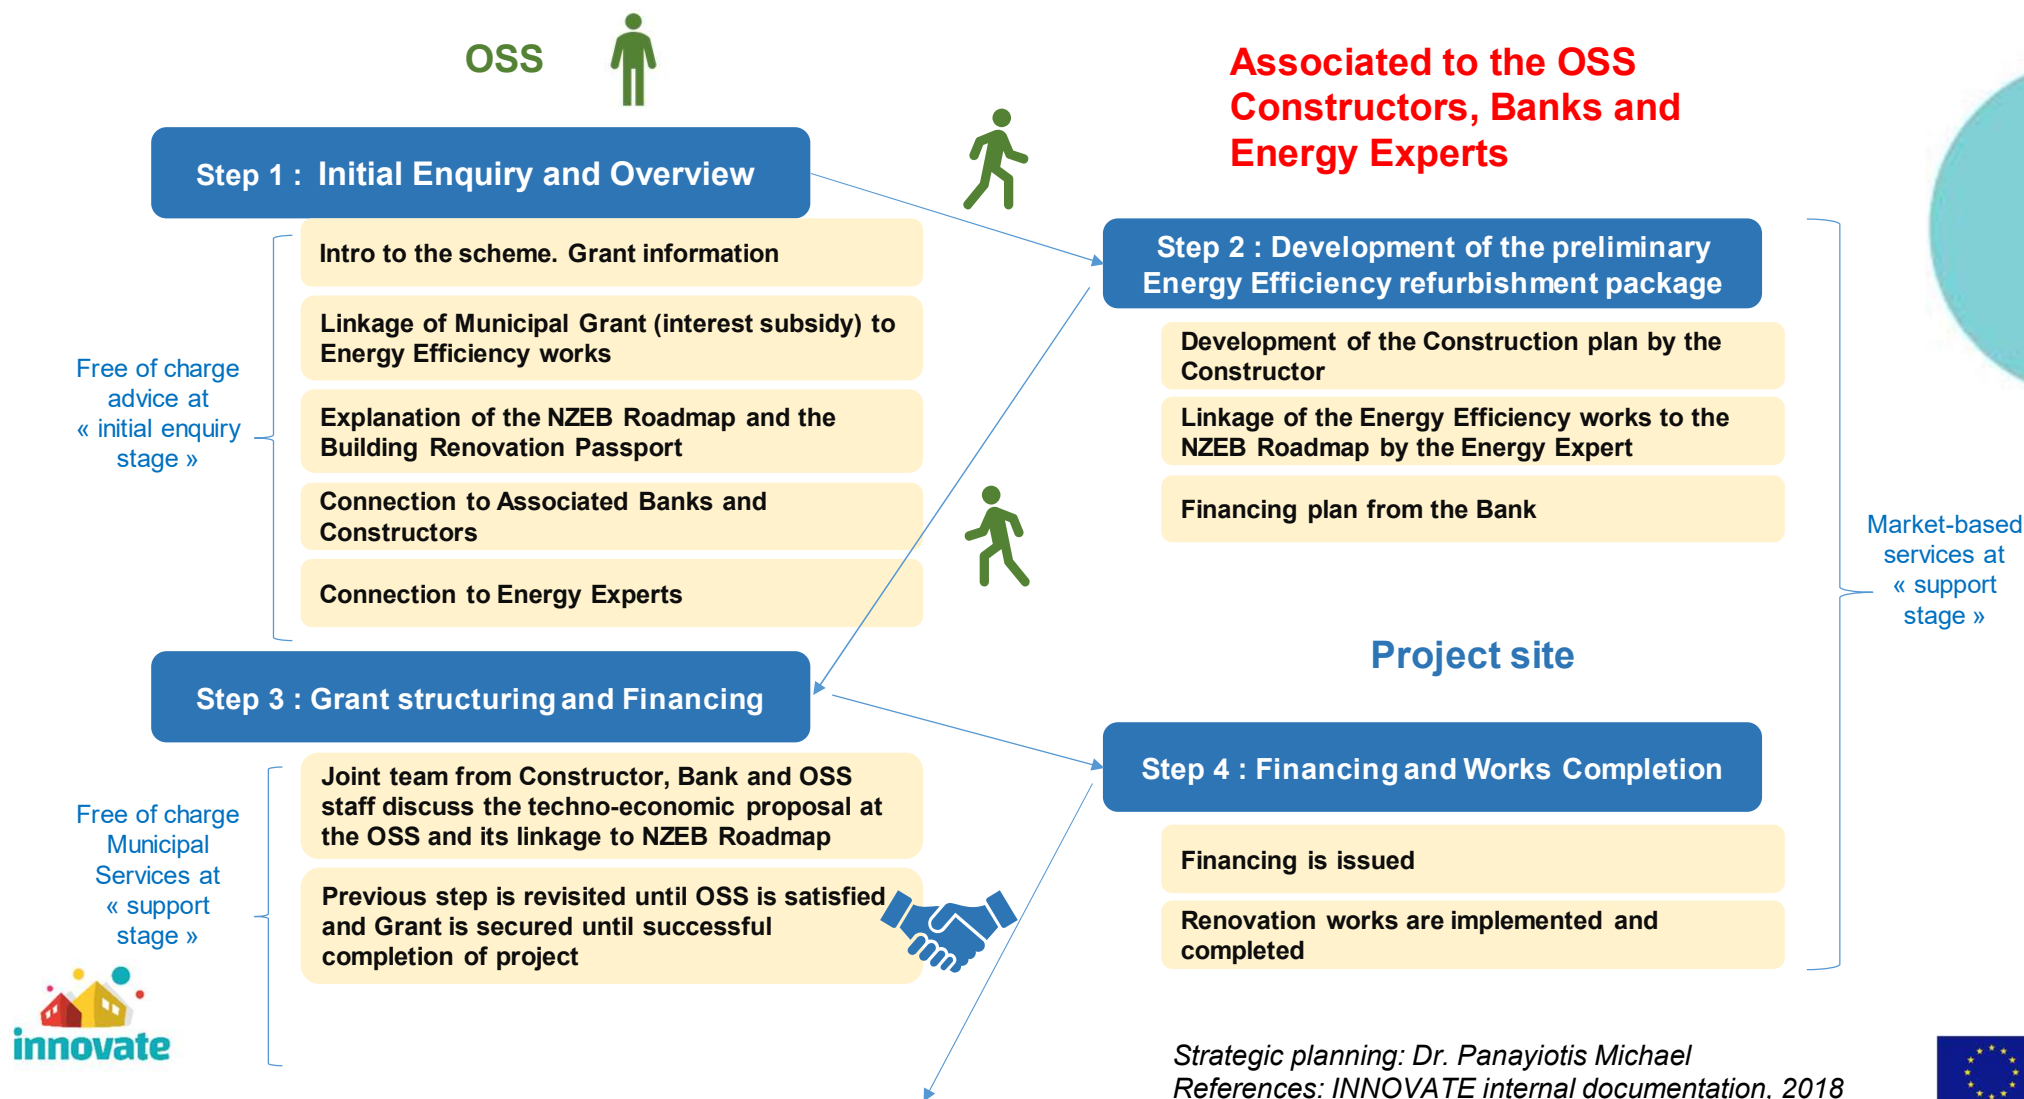 OSS
Associated to the OSS
Constructors, Banks and
Energy Experts
Step 1 : Initial Enquiry and Overview
Intro to the scheme. Grant information
Linkage of Municipal Grant (interest subsidy) to
Energy Efficiency works
Explanation of the NZEB Roadmap and the
Building Renovation Passport
Connection to Associated Banks and
Constructors
Connection to Energy Experts
Free of charge
advice at
« initial enquiry
stage »
Step 2 : Development of the preliminary
Energy Efficiency refurbishment package
Development of the Construction plan by the
Constructor
Linkage of the Energy Efficiency works to the
NZEB Roadmap by the Energy Expert
Financing plan from the Bank
Market-based
services at
« support
stage »
Project site
Step 3 : Grant structuring and Financing
Joint team from Constructor, Bank and OSS
staff discuss the techno-economic proposal at
the OSS and its linkage to NZEB Roadmap
Previous step is revisited until OSS is satisfied
and Grant is secured until successful
completion of project
Free of charge
Municipal
Services at
« support
stage »
Step 4 : Financing and Works Completion
Financing is issued
Renovation works are implemented and
completed
innovate
Strategic planning: Dr. Panayiotis Michael
References: INNOVATE internal documentation, 2018